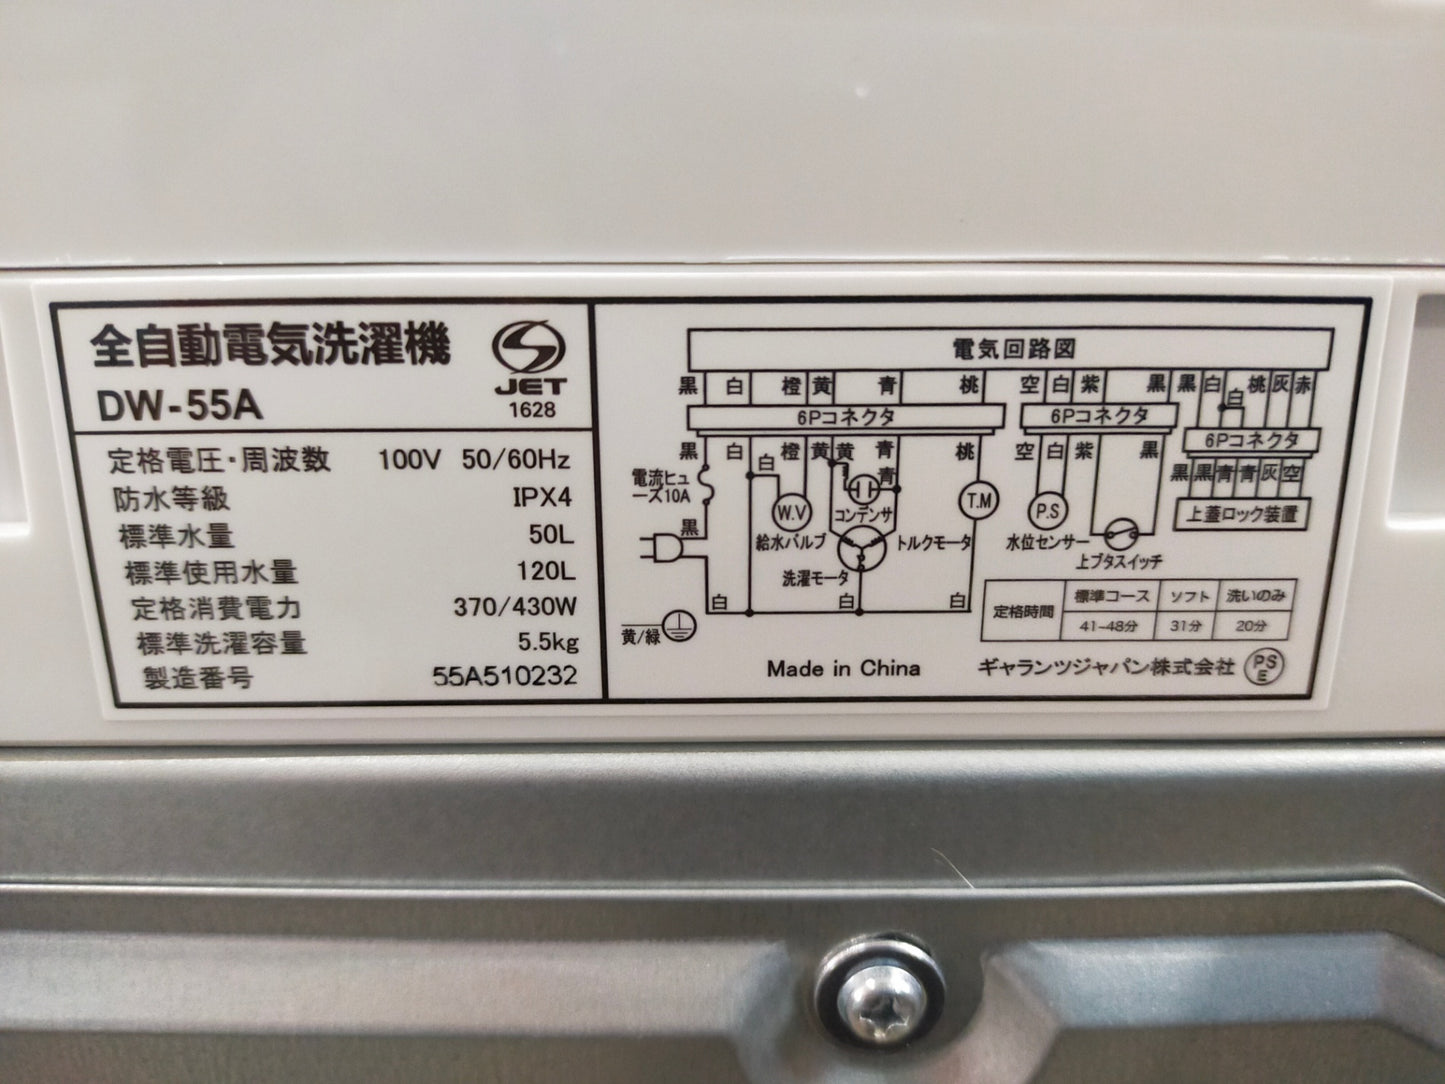 全自動電気洗濯機
DW-55A
JET
1628
定格電圧・周波数 100V 50/60Hz
防水等級 IPX4
標準水量 50L
標準使用水量 120L
定格消費電力 370/430W
標準洗濯容量 5.5kg
製造番号 55A510232
電気回路図
黒 白 橙 黄 青 桃 空 白 紫 黒 黒 白 白 桃 灰 赤
6Pコネクタ 6Pコネクタ 6Pコネクタ
黒 白 白 橙 黄 黄 青 青 桃 空 白 紫 黒 黒 黒 青 青 灰 空
電流ヒュ
ーズ10A
W.V コンデンサ T.M P.S 上蓋ロック装置
黒 給水バルブ トルクモータ 水位センサー
洗濯モータ 上ブタスイッチ
白 白 白
黄/緑
定格時間 標準コース ソフト 洗いのみ
41-48分 31分 20分
Made in China ギャランツジャパン株式会社 PS
E